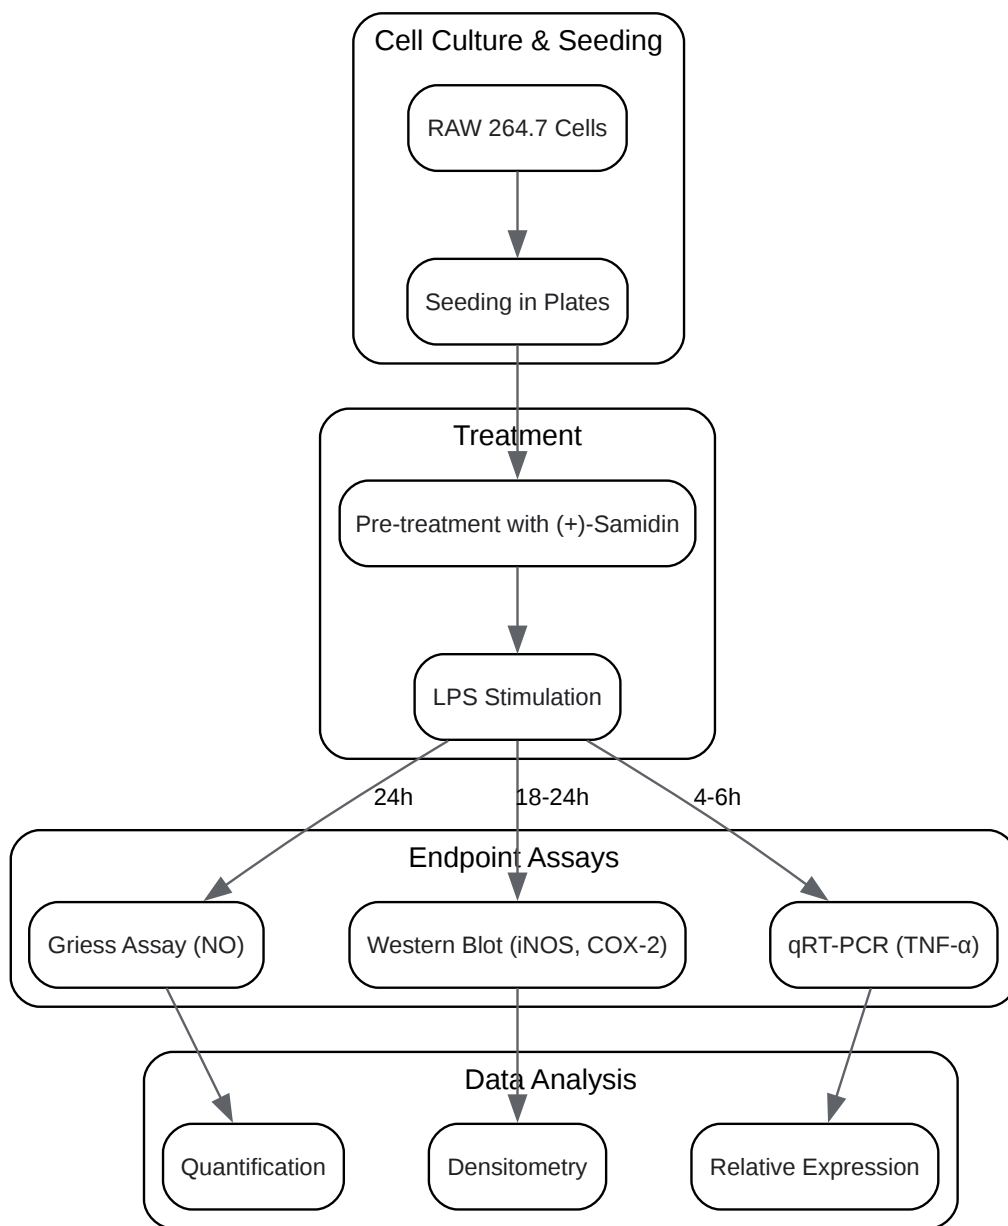 Cell Culture & Seeding
RAW 264.7 Cells
Seeding in Plates
Treatment
Pre-treatment with (+)-Samidin
LPS Stimulation
24h
18-24h
4-6h
Endpoint Assays
Griess Assay (NO)
Western Blot (iNOS, COX-2)
qRT-PCR (TNF-α)
Data Analysis
Quantification
Densitometry
Relative Expression